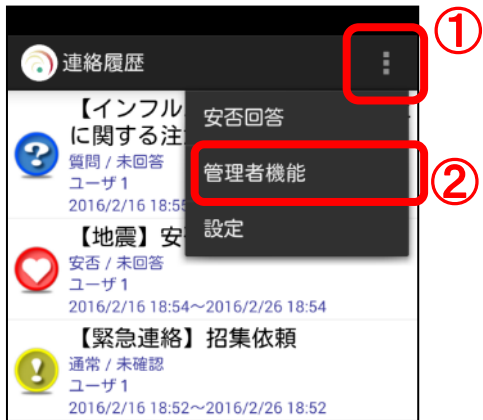 ①
連絡履歴
安否回答
管理者機能
②
設定
【インフル
に関する注
質問 / 未回答
ユーザ1
2016/2/16 18:55
【地震】安
安否 / 未回答
ユーザ1
2016/2/16 18:54～2016/2/26 18:54
【緊急連絡】招集依頼
通常 / 未確認
ユーザ1
2016/2/16 18:52～2016/2/26 18:52